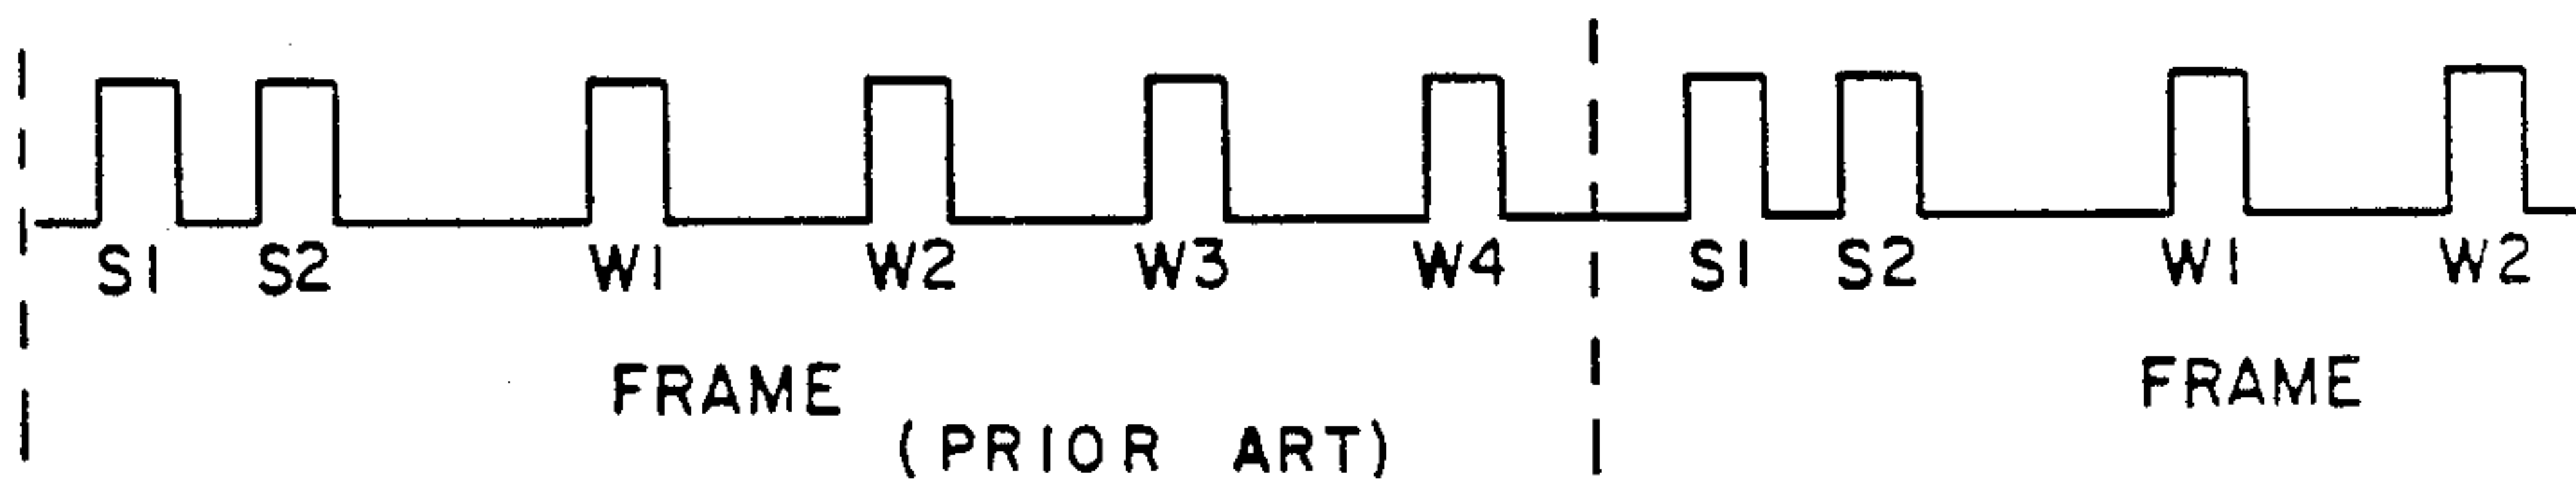 S1 S2 W1 W2 W3 W4 S1 S2 W1 W2
FRAME FRAME
(PRIOR ART)